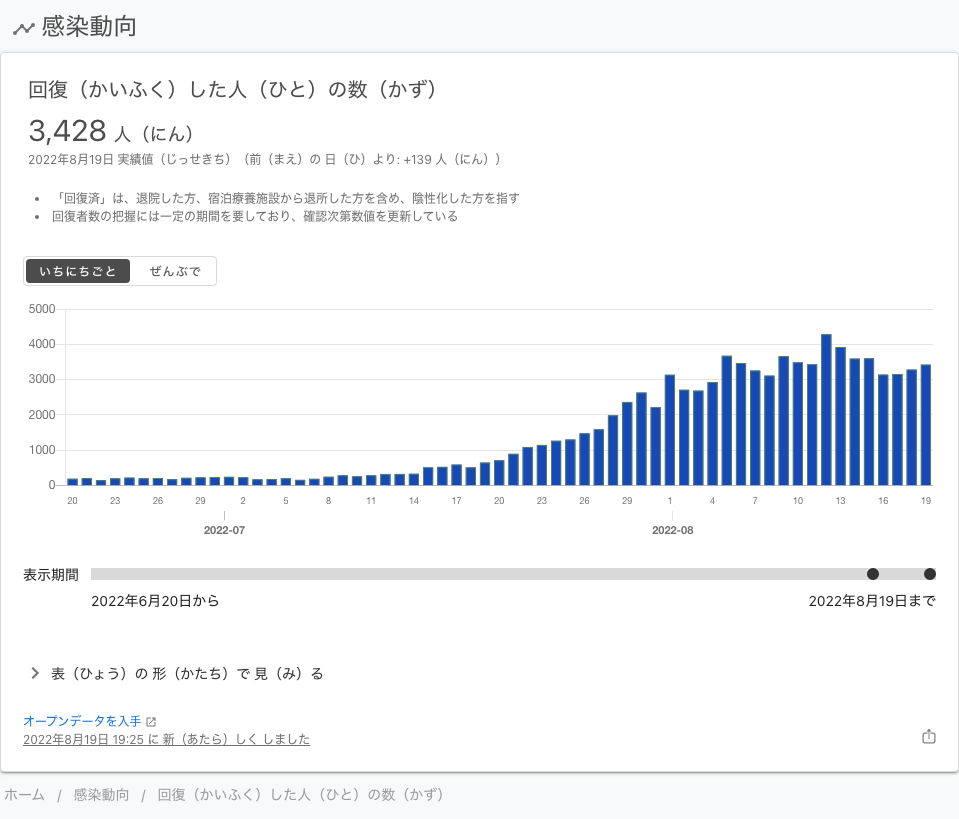 感染動向
回復（かいふく）した人（ひと）の数（かず）
3,428 人（にん）
2022年8月19日 実績値（じっせきち）（前（まえ）の 日（ひ）より: +139 人（にん））
• 「回復済」は、退院した方、宿泊療養施設から退所した方を含め、陰性化した方を指す
• 回復者数の把握には一定の期間を要しており、確認次第数値を更新している
いちにちごと ぜんぶで
5000
4000
3000
2000
1000
0
20 23 26 29 2 5 8 11 14 17 20 23 26 29 1 4 7 10 13 16 19
2022-07 2022-08
表示期間
2022年6月20日から 2022年8月19日まで
表（ひょう）の 形（かたち）で 見（み）る
オープンデータを入手
2022年8月19日 19:25 に 新（あたら）しく しました
ホーム / 感染動向 / 回復（かいふく）した人（ひと）の数（かず）